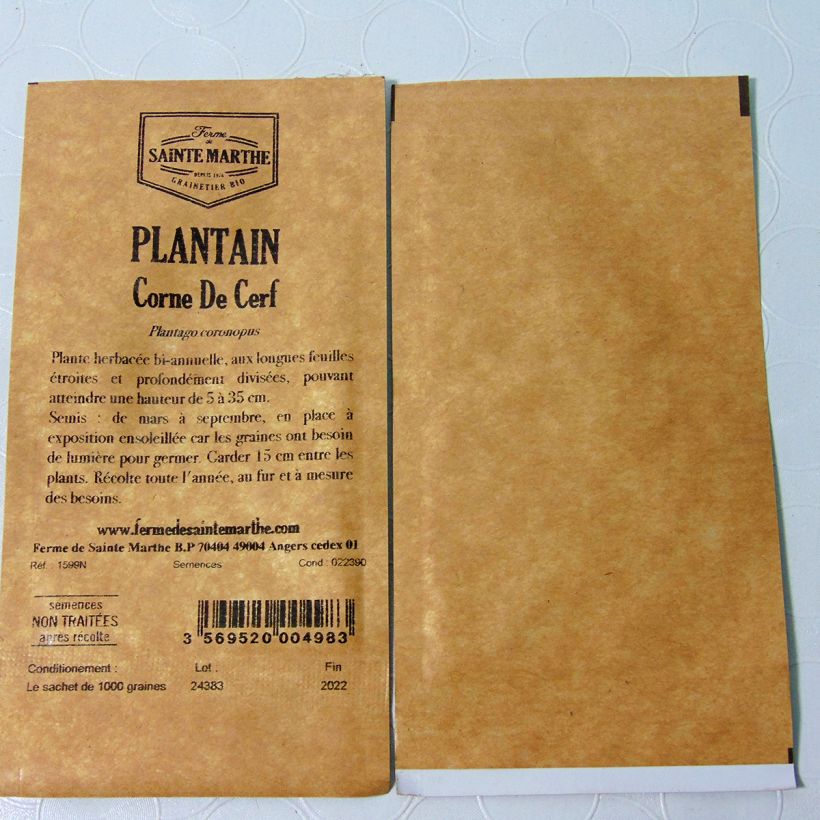 Ferme
de
SAINTE MARTHE
DEPUIS 1974
GRAINETIER BIO
PLANTAIN
Corne De Cerf
Plantago coronopus
Plante herbacée bi-annuelle, aux longues feuilles
étroites et profondément divisées, pouvant
atteindre une hauteur de 5 à 35 cm.
Semis : de mars à septembre, en place à
exposition ensoleillée car les graines ont besoin
de lumière pour germer. Garder 15 cm entre les
plants. Récolte toute l'année, au fur et à mesure
des besoins.
www.fermedesaintemarthe.com
Ferme de Sainte Marthe B.P 70404 49004 Angers cedex 01
Réf : 1599N Semences Cond : 022390
semences
NON TRAITÉES
après récolte
3 569520 004983
Conditionement : Lot : Fin
Le sachet de 1000 graines 24383 2022